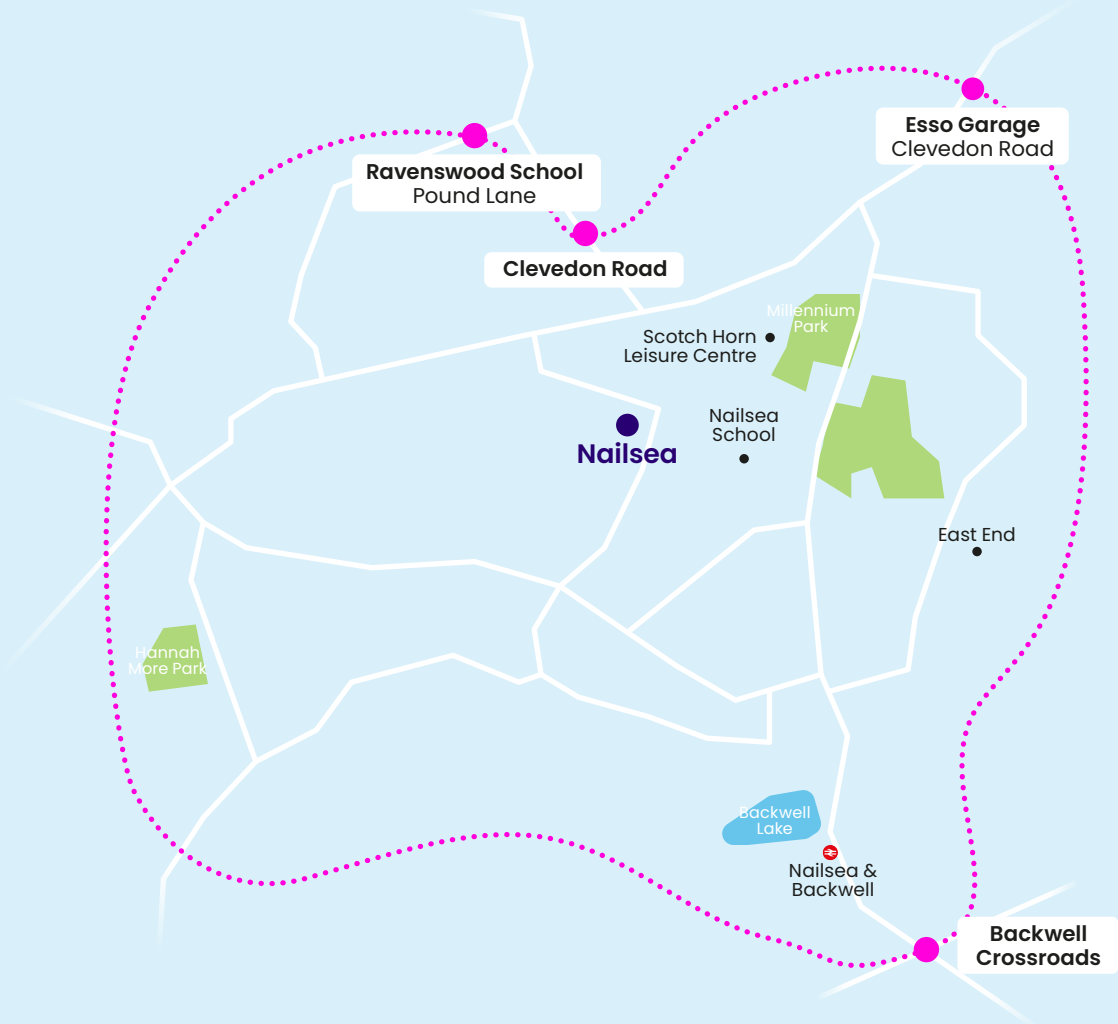 Esso Garage
Clevedon Road
Ravenswood School
Pound Lane
Clevedon Road
Millennium
Park
Scotch Horn
Leisure Centre
Nailsea
School
Nailsea
East End
Hannah
More Park
Backwell
Lake
Nailsea &
Backwell
Backwell
Crossroads